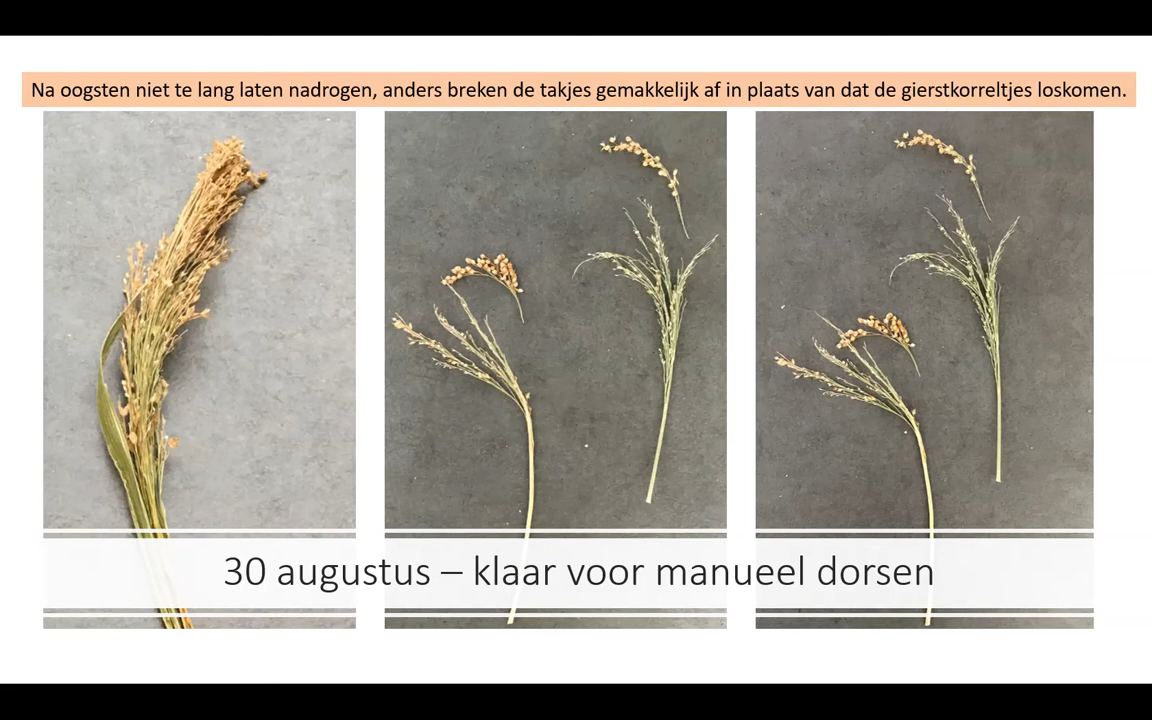 Na oogsten niet te lang laten nadrogen, anders breken de takjes gemakkelijk af in plaats van dat de gierstkorreltjes loskomen.
30 augustus – klaar voor manueel dorsen